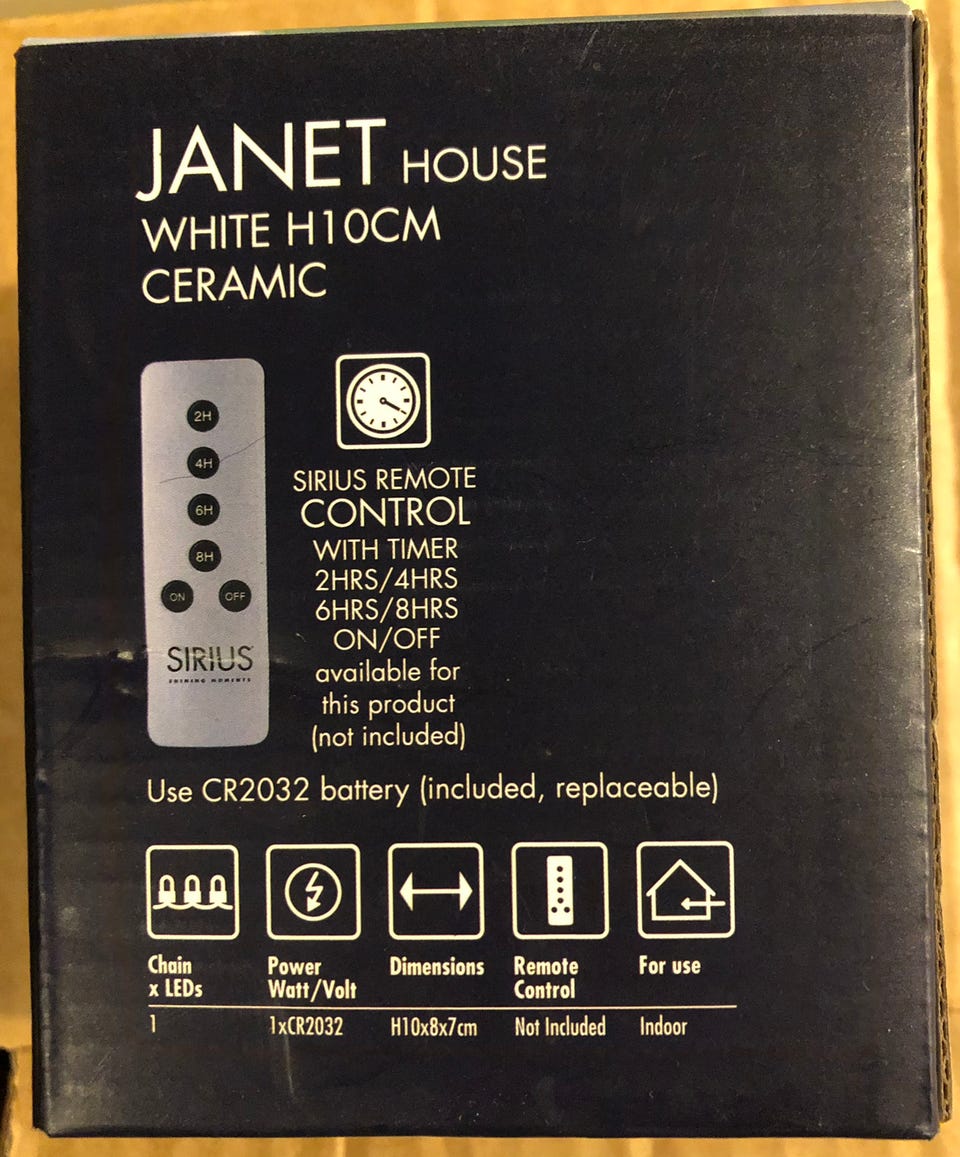 JANET HOUSE
WHITE H10CM
CERAMIC
2H
4H
6H
8H
ON OFF
SIRIUS
SHINING MOMENTS
SIRIUS REMOTE
CONTROL
WITH TIMER
2HRS/4HRS
6HRS/8HRS
ON/OFF
available for
this product
(not included)
Use CR2032 battery (included, replaceable)
Chain
x LEDs
1
Power
Watt/Volt
1xCR2032
Dimensions
H10x8x7cm
Remote
Control
Not Included
For use
Indoor